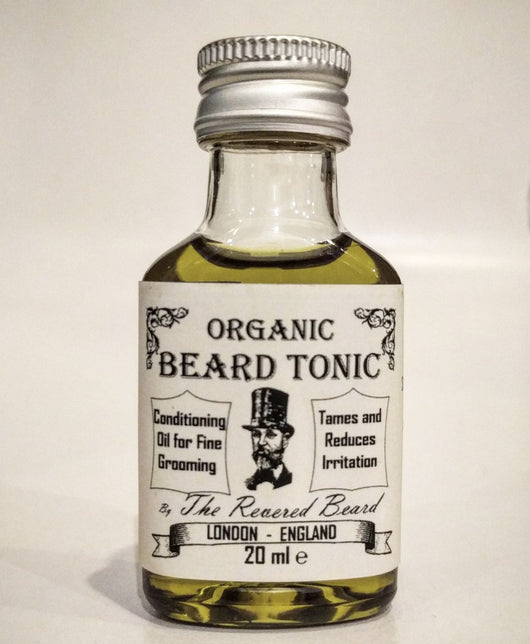 ORGANIC
BEARD TONIC
Conditioning
Oil for Fine
Grooming
Tames and
Reduces
Irritation
By The Revered Beard
LONDON - ENGLAND
20 ml ℮